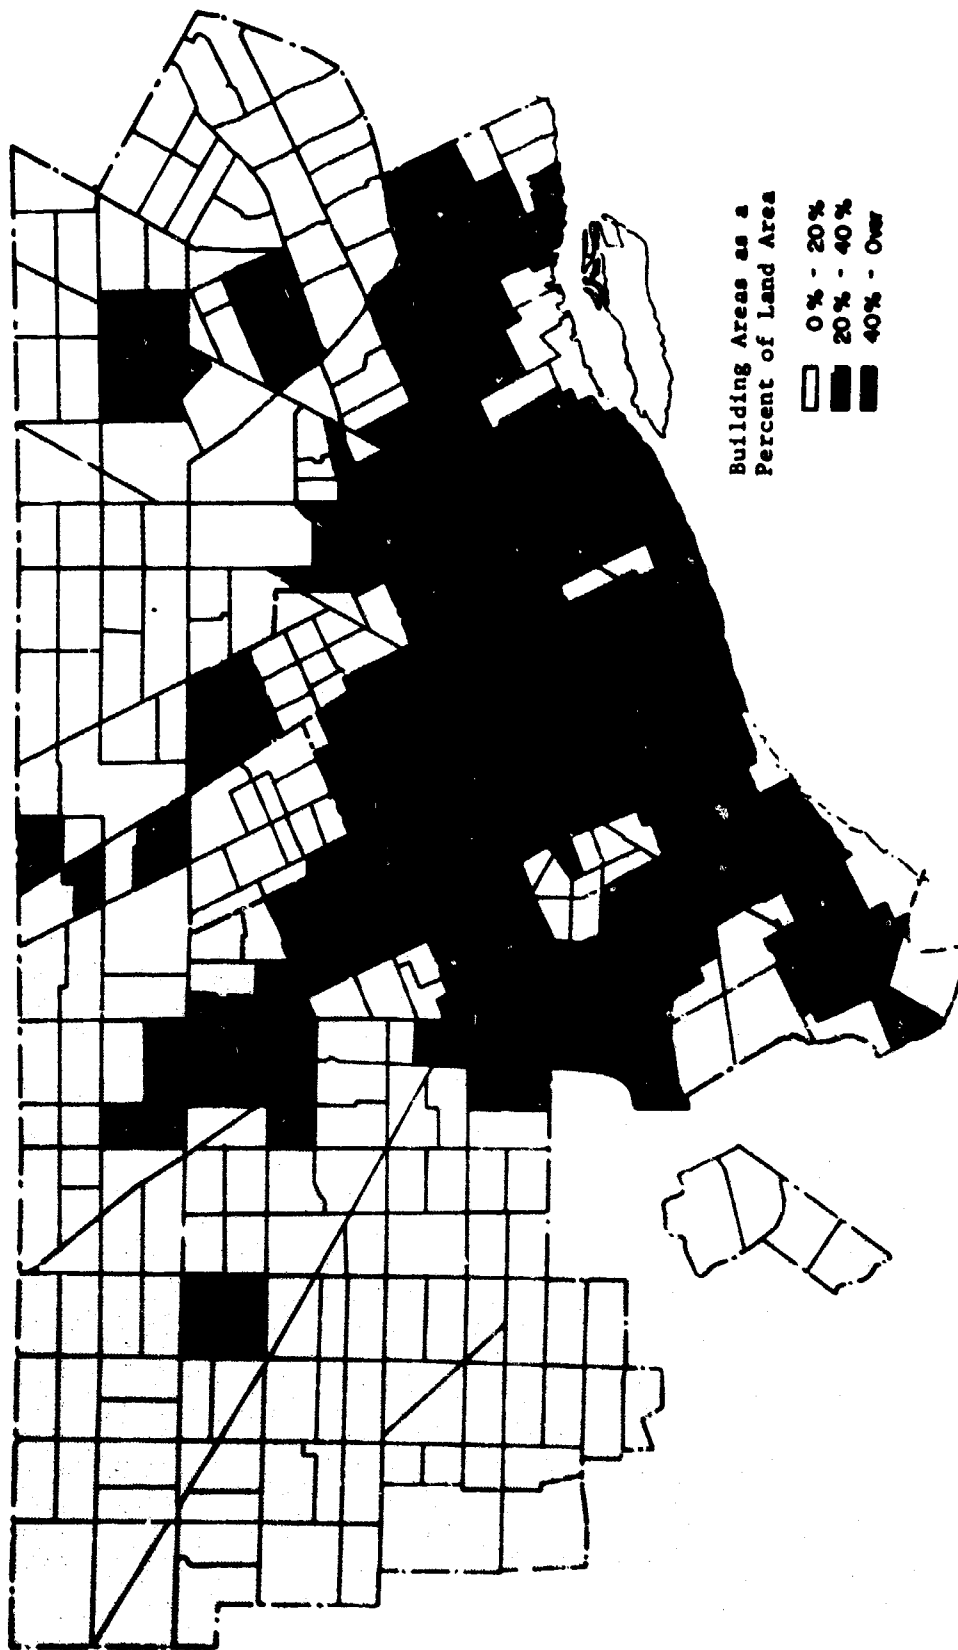 Building Areas as a
Percent of Land Area
0% - 20%
20% - 40%
40% - Over